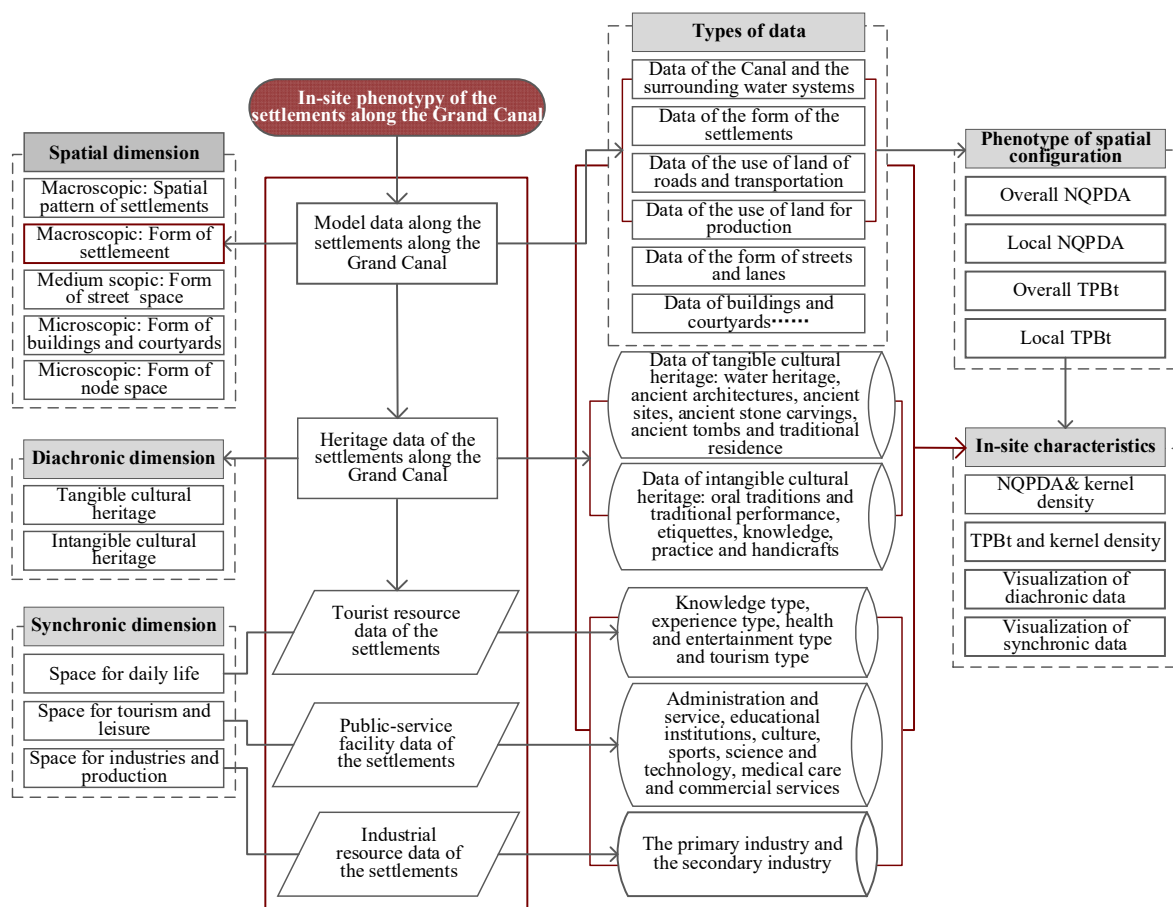 In-site phenotypy of the
settlements along the Grand Canal
Spatial dimension
Macroscopic: Spatial
pattern of settlements
Macroscopic: Form of
settlemeent
Medium scopic: Form
of street space
Microscopic: Form of
buildings and courtyards
Microscopic: Form of
node space
Diachronic dimension
Tangible cultural
heritage
Intangible cultural
heritage
Synchronic dimension
Space for daily life
Space for tourism and
leisure
Space for industries and
production
Model data along the
settlements along the
Grand Canal
Heritage data of the
settlements along the
Grand Canal
Tourist resource
data of the
settlements
Public-service
facility data of
the settlements
Industrial
resource data of
the settlements
Types of data
Data of the Canal and the
surrounding water systems
Data of the form of the
settlements
Data of the use of land of
roads and transportation
Data of the use of land for
production
Data of the form of streets
and lanes
Data of buildings and
courtyards……
Data of tangible cultural
heritage: water heritage,
ancient architectures, ancient
sites, ancient stone carvings,
ancient tombs and traditional
residence
Data of intangible cultural
heritage: oral traditions and
traditional performance,
etiquettes, knowledge,
practice and handicrafts
Knowledge type,
experience type, health
and entertainment type
and tourism type
Administration and
service, educational
institutions, culture,
sports, science and
technology, medical care
and commercial services
The primary industry and
the secondary industry
Phenotype of spatial
configuration
Overall NQPDA
Local NQPDA
Overall TPBt
Local TPBt
In-site characteristics
NQPDA& kernel
density
TPBt and kernel density
Visualization of
diachronic data
Visualization of
synchronic data